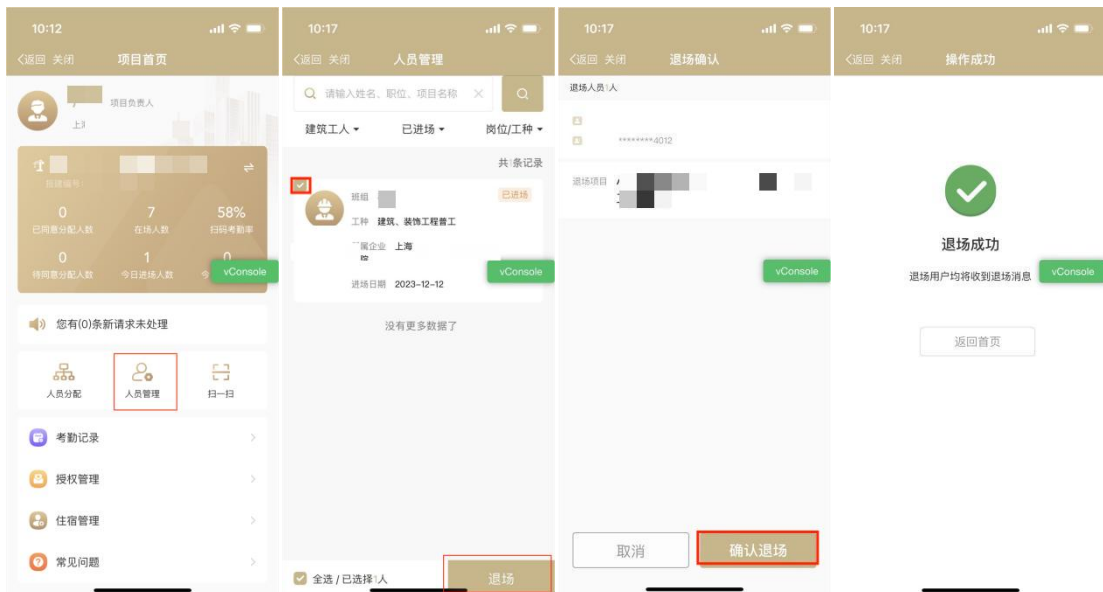 10:12
〈返回 关闭 项目首页
项目负责人
上
0 7 58%
已同意分配人数 在场人数 扫码考勤率
0 1 0
待同意分配人数 今日进场人数 今
vConsole
您有(0)条新请求未处理
人员分配 人员管理 扫一扫
考勤记录
授权管理
住宿管理
常见问题
10:17
〈返回 关闭 人员管理
请输入姓名、职位、项目名称
建筑工人 已进场 岗位/工种
共1条记录
班组 已进场
工种 建筑、装饰工程普工
属企业 上海
院
vConsole
进场日期 2023-12-12
没有更多数据了
全选 / 已选择1人 退场
10:17
〈返回 关闭 退场确认
退场人员1人
********4012
退场项目
vConsole
取消 确认退场
10:17
〈返回 关闭 操作成功
退场成功
退场用户均将收到退场消息
vConsole
返回首页